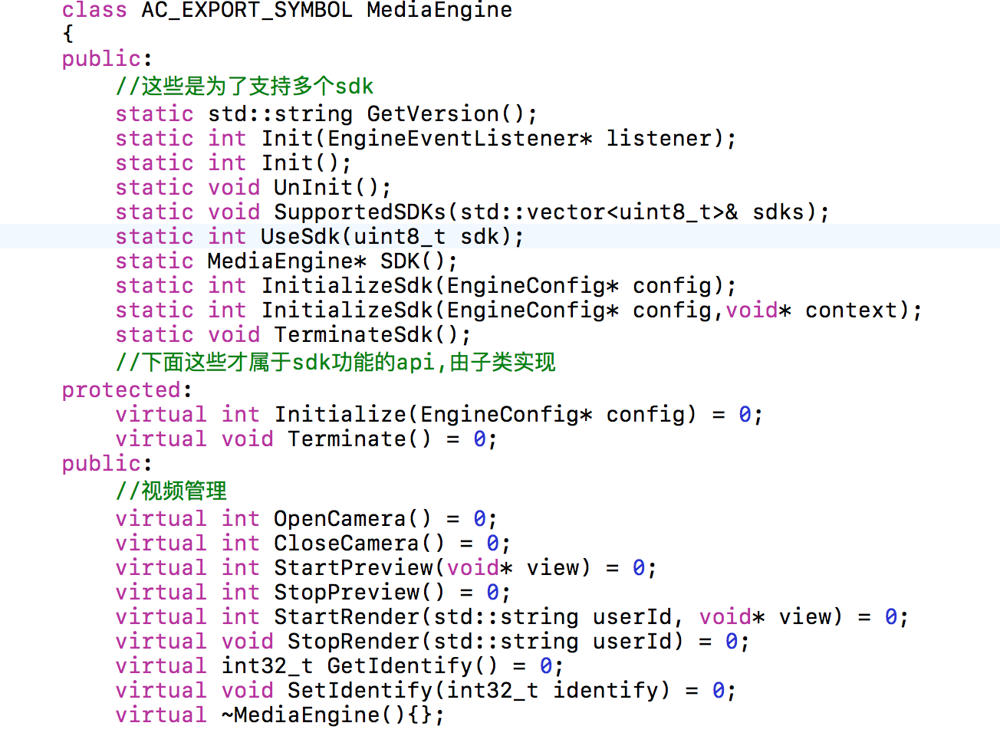 class AC_EXPORT_SYMBOL MediaEngine
{
public:
    //这些是为了支持多个sdk
    static std::string GetVersion();
    static int Init(EngineEventListener* listener);
    static int Init();
    static void UnInit();
    static void SupportedSDKs(std::vector<uint8_t>& sdks);
    static int UseSdk(uint8_t sdk);
    static MediaEngine* SDK();
    static int InitializeSdk(EngineConfig* config);
    static int InitializeSdk(EngineConfig* config,void* context);
    static void TerminateSdk();
    //下面这些才属于sdk功能的api,由子类实现
protected:
    virtual int Initialize(EngineConfig* config) = 0;
    virtual void Terminate() = 0;
public:
    //视频管理
    virtual int OpenCamera() = 0;
    virtual int CloseCamera() = 0;
    virtual int StartPreview(void* view) = 0;
    virtual int StopPreview() = 0;
    virtual int StartRender(std::string userId, void* view) = 0;
    virtual void StopRender(std::string userId) = 0;
    virtual int32_t GetIdentify() = 0;
    virtual void SetIdentify(int32_t identify) = 0;
    virtual ~MediaEngine(){};